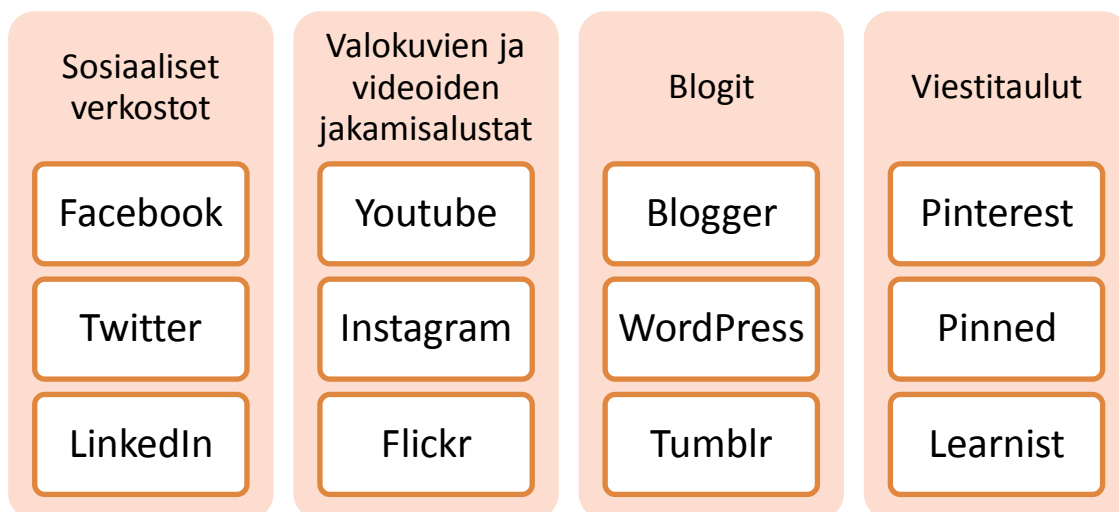 Sosiaaliset
verkostot
Facebook
Twitter
LinkedIn
Valokuvien ja
videoiden
jakamisalustat
Youtube
Instagram
Flickr
Blogit
Blogger
WordPress
Tumblr
Viestitaulut
Pinterest
Pinned
Learnist